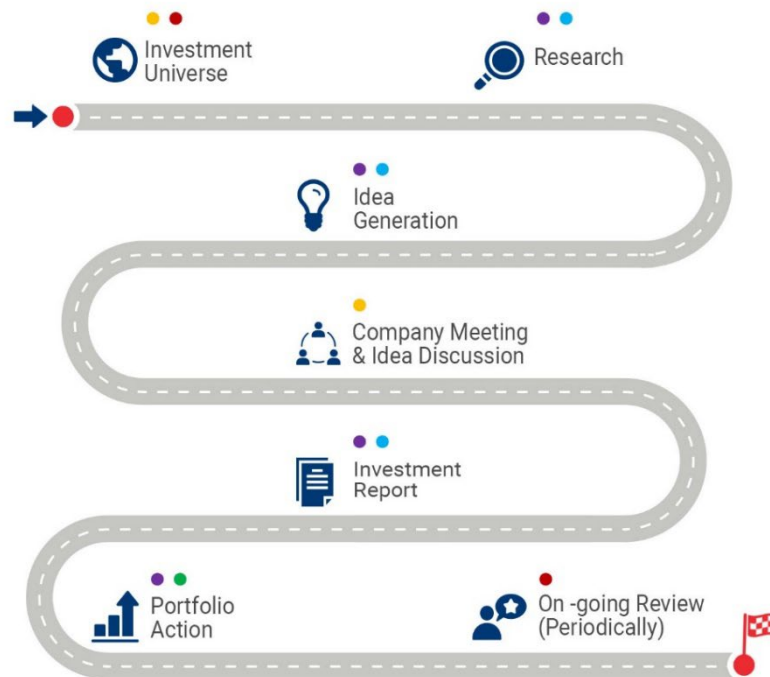 Investment
Universe
Research
Idea
Generation
Company Meeting
& Idea Discussion
Investment
Report
Portfolio
Action
On -going Review
(Periodically)